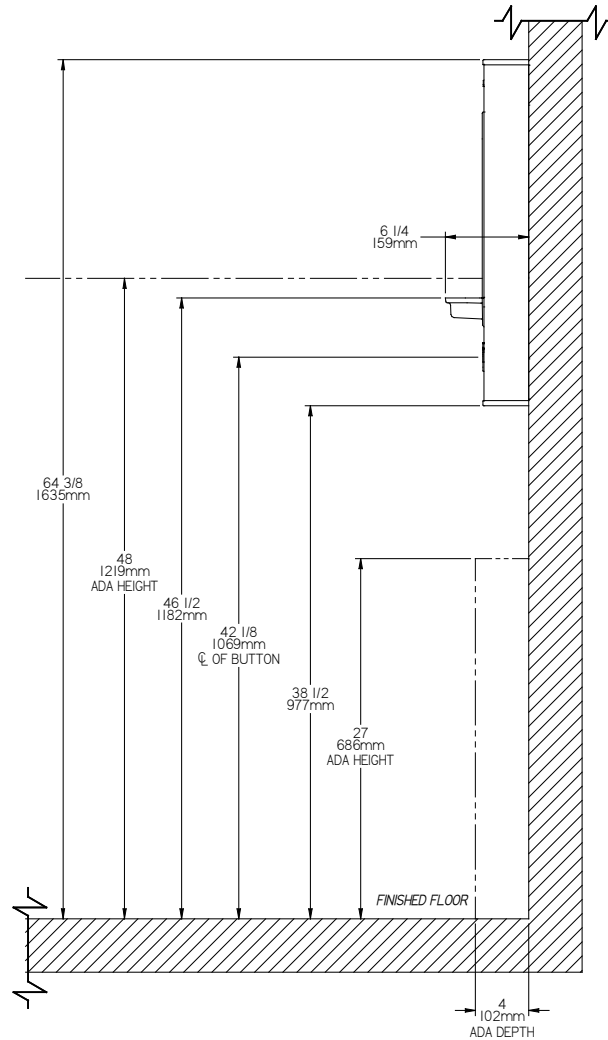 6 1/4
159mm
64 3/8
1635mm
48
1219mm
ADA HEIGHT
46 1/2
1182mm
42 1/8
1069mm
℄ OF BUTTON
38 1/2
977mm
27
686mm
ADA HEIGHT
FINISHED FLOOR
4
102mm
ADA DEPTH